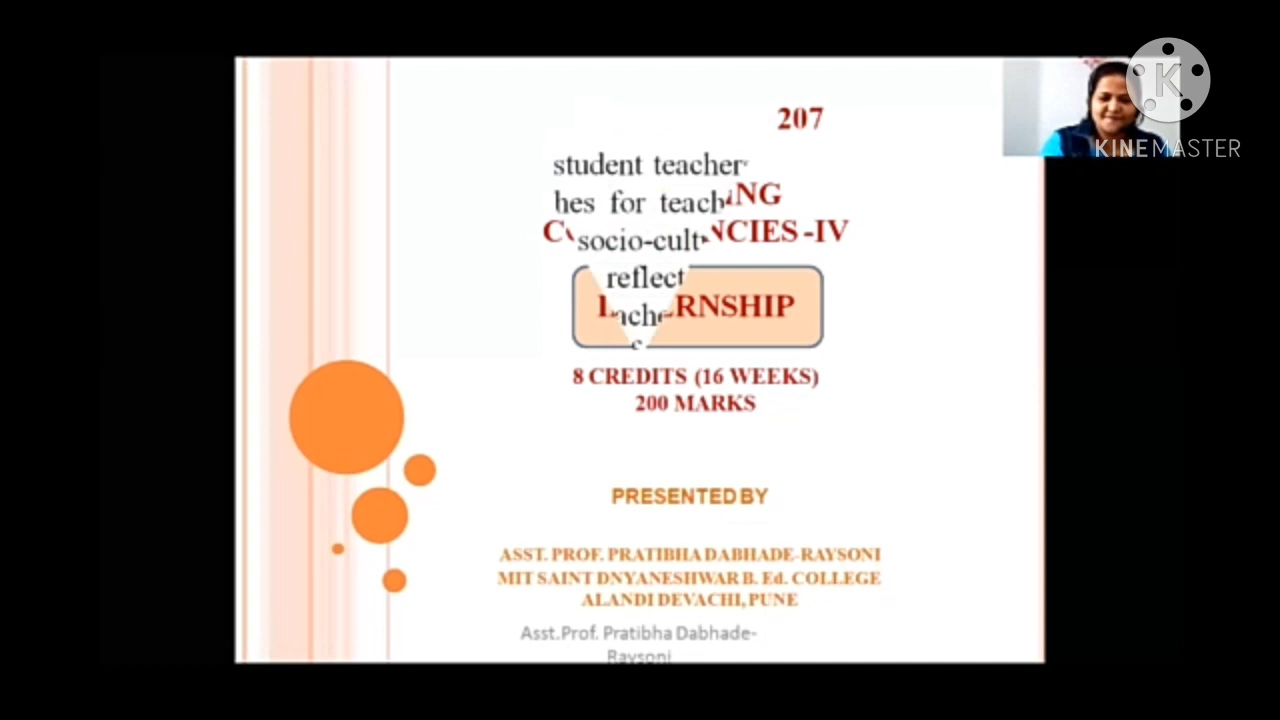 207
student teacher
hes for teach NG
socio-cult NCIES -IV
reflect
ache RNSHIP
8 CREDITS (16 WEEKS)
200 MARKS
PRESENTED BY
ASST. PROF. PRATIBHA DABHADE-RAYSONI
MIT SAINT DNYANESHWAR B. Ed. COLLEGE
ALANDI DEVACHI, PUNE
Asst.Prof. Pratibha Dabhade-
Raysoni
K
KINEMASTER